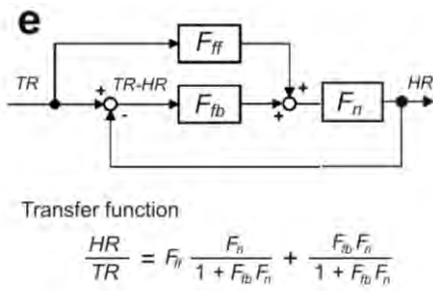 e
F_ff
TR
+
TR-HR
-
F_fb
+
+
F_n
HR
Transfer function
HR/TR = F_ff F_n/(1 + F_fb F_n) + F_fb F_n/(1 + F_fb F_n)